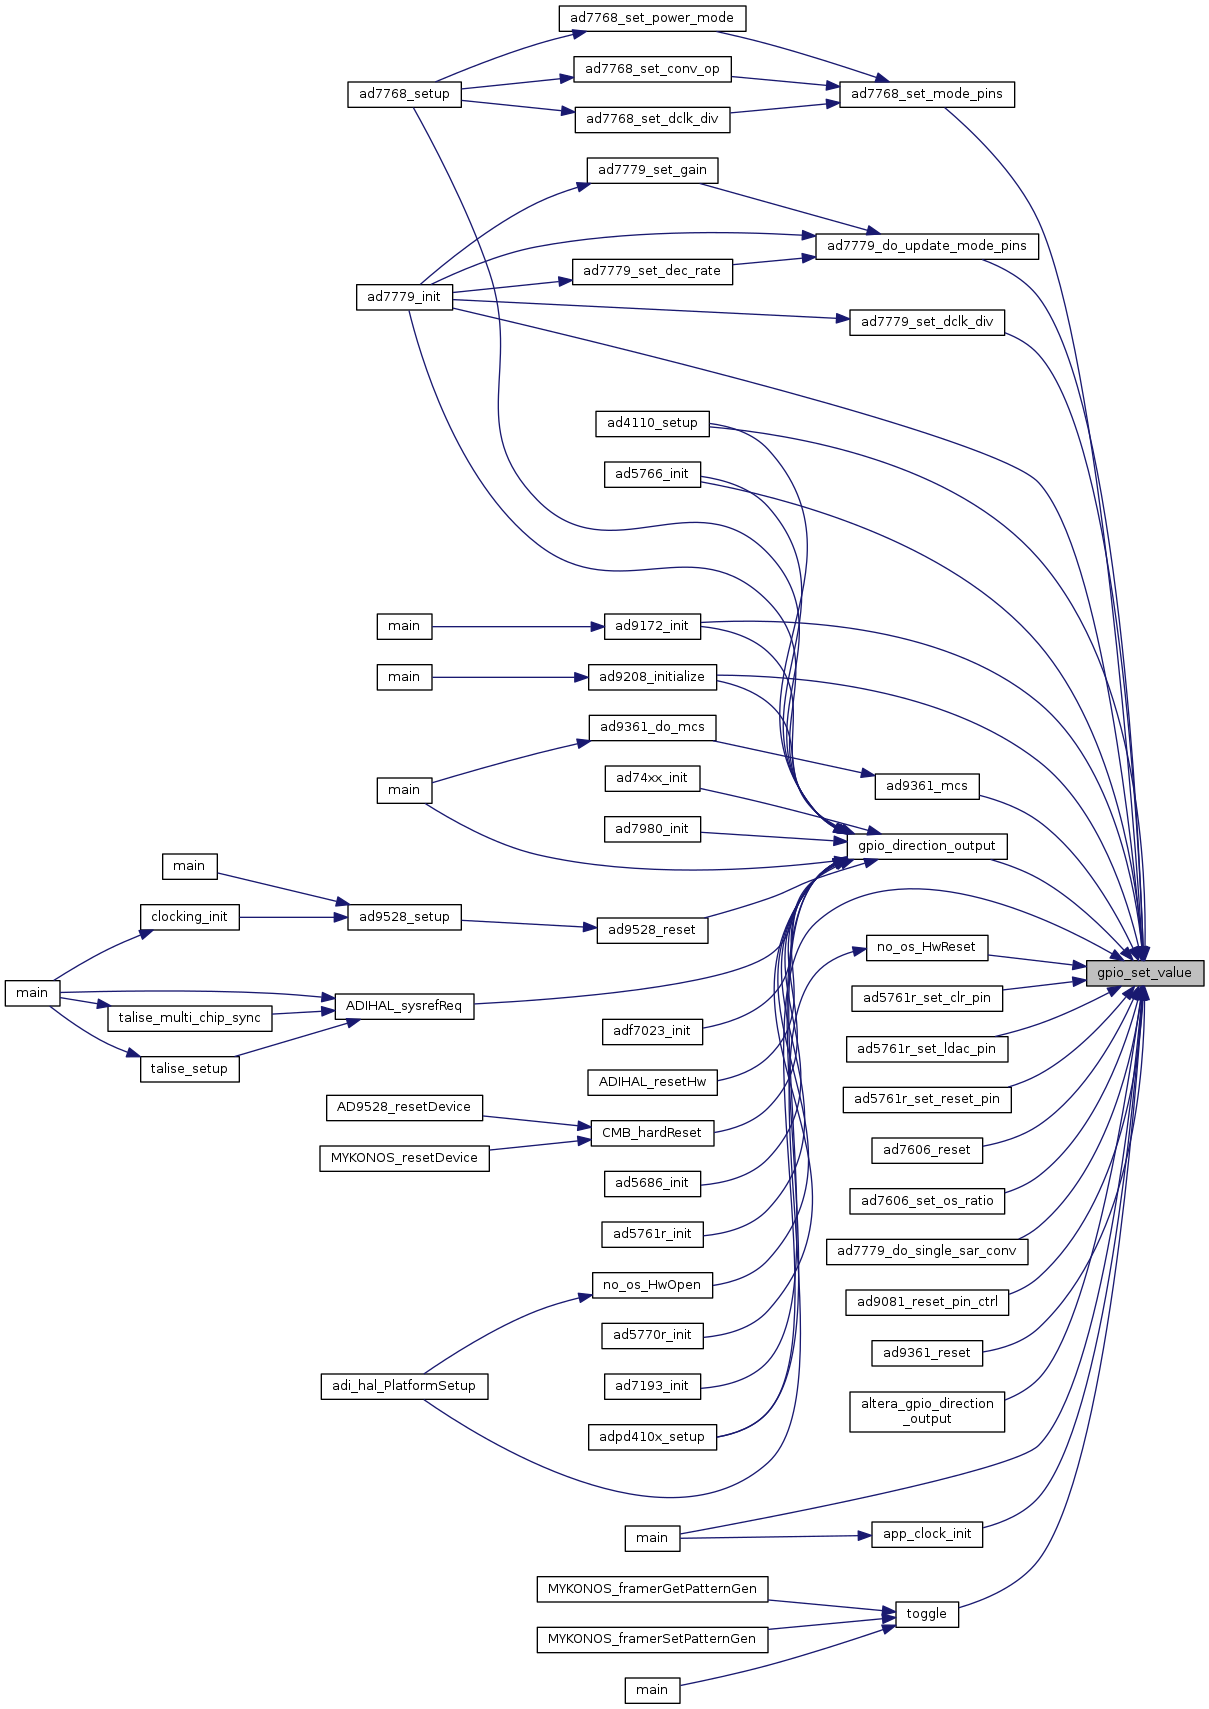 ad7768_set_power_mode
ad7768_set_conv_op
ad7768_setup
ad7768_set_mode_pins
ad7768_set_dclk_div
ad7779_set_gain
ad7779_do_update_mode_pins
ad7779_set_dec_rate
ad7779_init
ad7779_set_dclk_div
ad4110_setup
ad5766_init
main
ad9172_init
main
ad9208_initialize
ad9361_do_mcs
ad74xx_init
main
ad9361_mcs
ad7980_init
gpio_direction_output
main
clocking_init
ad9528_setup
ad9528_reset
no_os_HwReset
gpio_set_value
main
ad5761r_set_clr_pin
ADIHAL_sysrefReq
talise_multi_chip_sync
adf7023_init
ad5761r_set_ldac_pin
talise_setup
ADIHAL_resetHw
ad5761r_set_reset_pin
AD9528_resetDevice
CMB_hardReset
ad7606_reset
MYKONOS_resetDevice
ad5686_init
ad7606_set_os_ratio
ad5761r_init
ad7779_do_single_sar_conv
no_os_HwOpen
ad9081_reset_pin_ctrl
ad5770r_init
ad9361_reset
adi_hal_PlatformSetup
ad7193_init
altera_gpio_direction
_output
adpd410x_setup
main
app_clock_init
MYKONOS_framerGetPatternGen
toggle
MYKONOS_framerSetPatternGen
main